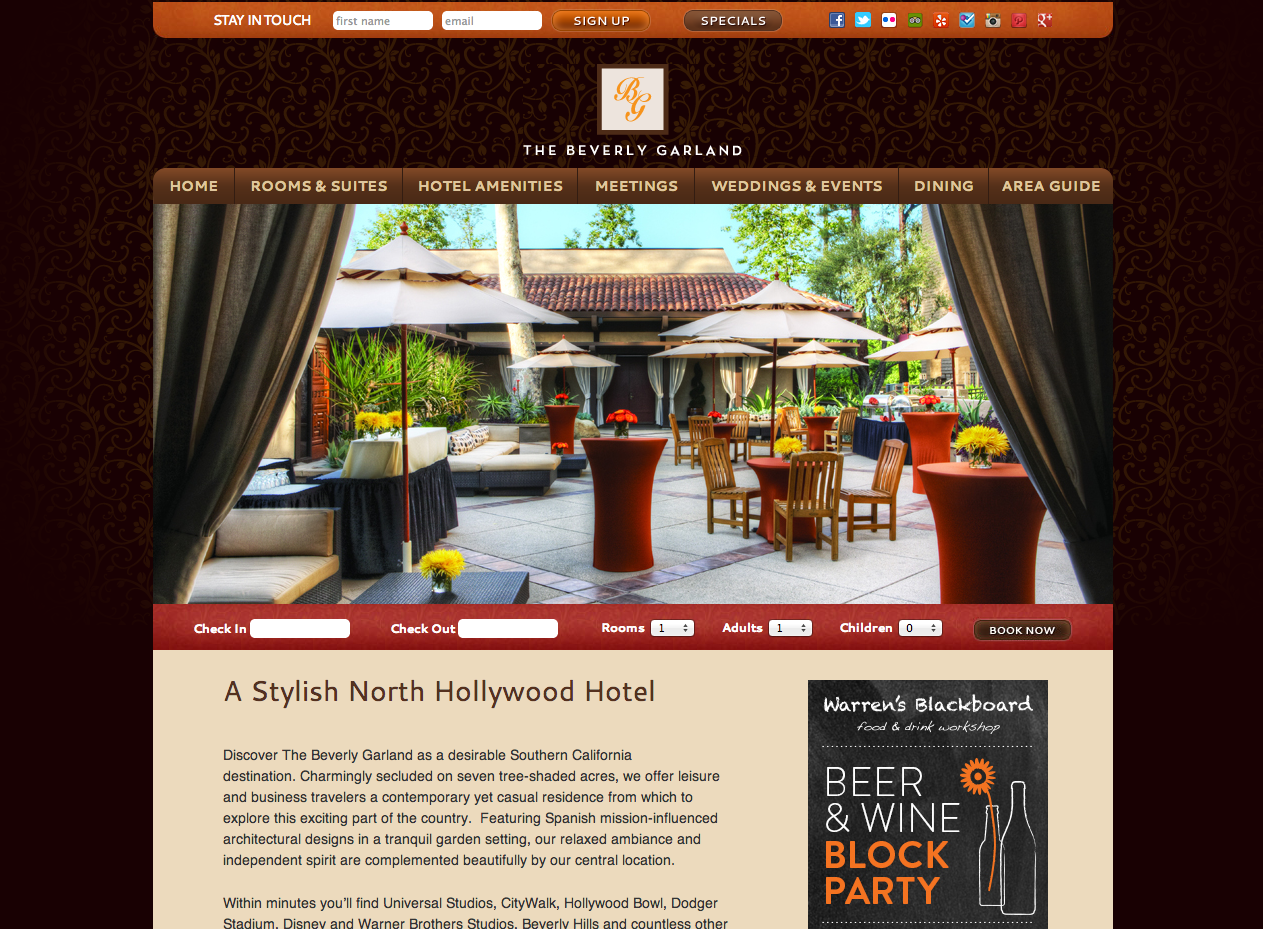 STAY IN TOUCH first name email SIGN UP SPECIALS
BG
THE BEVERLY GARLAND
HOME ROOMS & SUITES HOTEL AMENITIES MEETINGS WEDDINGS & EVENTS DINING AREA GUIDE
Check In Check Out Rooms 1 Adults 1 Children 0 BOOK NOW
A Stylish North Hollywood Hotel
Discover The Beverly Garland as a desirable Southern California
destination. Charmingly secluded on seven tree-shaded acres, we offer leisure
and business travelers a contemporary yet casual residence from which to
explore this exciting part of the country. Featuring Spanish mission-influenced
architectural designs in a tranquil garden setting, our relaxed ambiance and
independent spirit are complemented beautifully by our central location.
Within minutes you'll find Universal Studios, CityWalk, Hollywood Bowl, Dodger
Stadium, Disney and Warner Brothers Studios, Beverly Hills and countless other
Warren's Blackboard
food & drink workshop
BEER
& WINE
BLOCK
PARTY